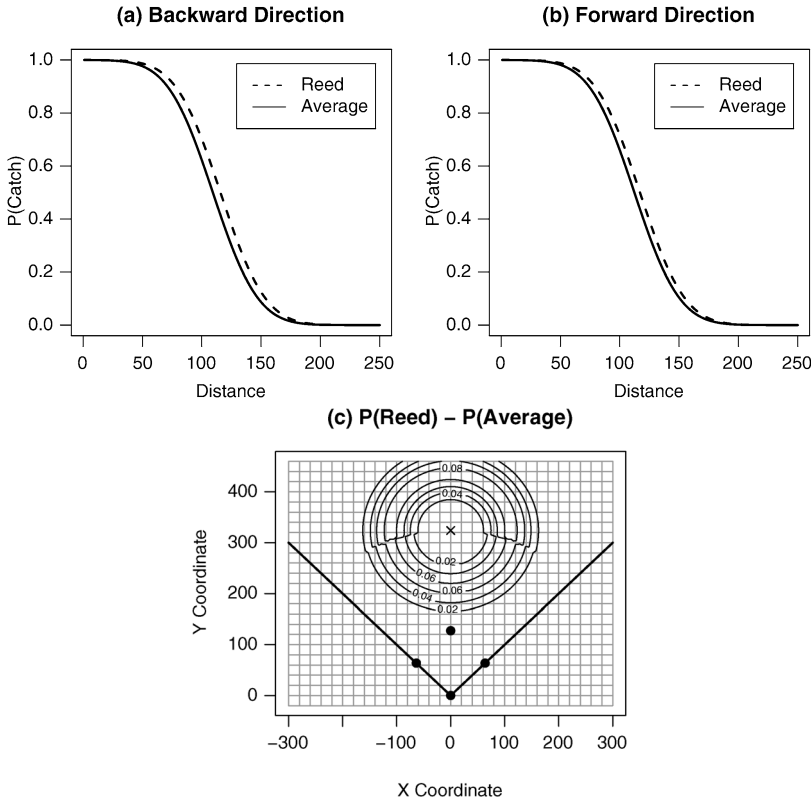 (a) Backward Direction
P(Catch)
1.0
0.8
0.6
0.4
0.2
0.0
Reed
Average
0 50 100 150 200 250
Distance
(b) Forward Direction
P(Catch)
1.0
0.8
0.6
0.4
0.2
0.0
Reed
Average
0 50 100 150 200 250
Distance
(c) P(Reed) − P(Average)
Y Coordinate
400
300
200
100
0
0.08
0.04
×
0.02
0.06
0.06
0.04
0.02
−300 −100 0 100 200 300
X Coordinate